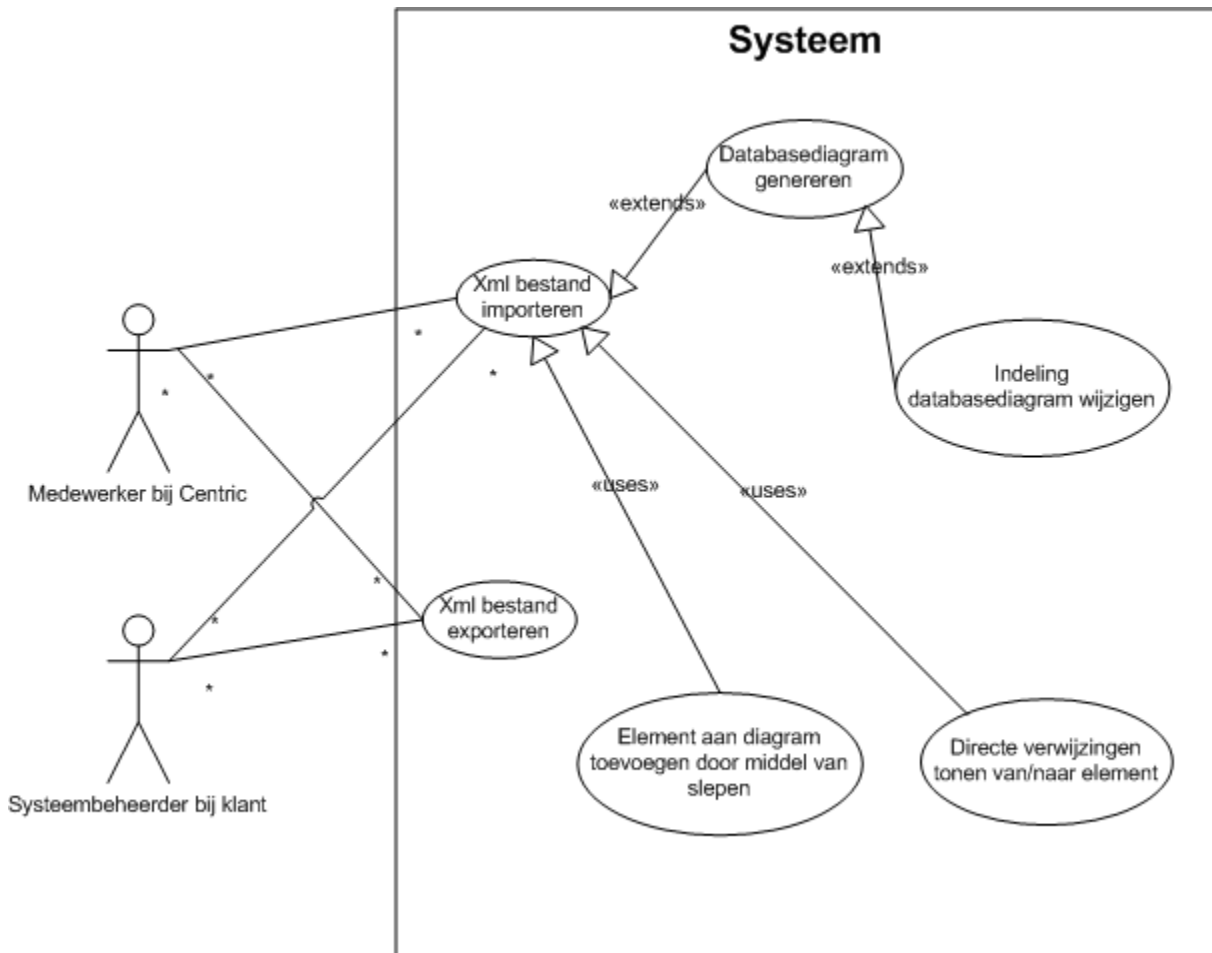 Systeem
Databasediagram
genereren
«extends»
«extends»
Xml bestand
importeren
*
*
*
*
Indeling
databasediagram wijzigen
Medewerker bij Centric
«uses»
«uses»
*
Xml bestand
exporteren
*
*
*
Element aan diagram
toevoegen door middel van
slepen
Directe verwijzingen
tonen van/naar element
Systeembeheerder bij klant